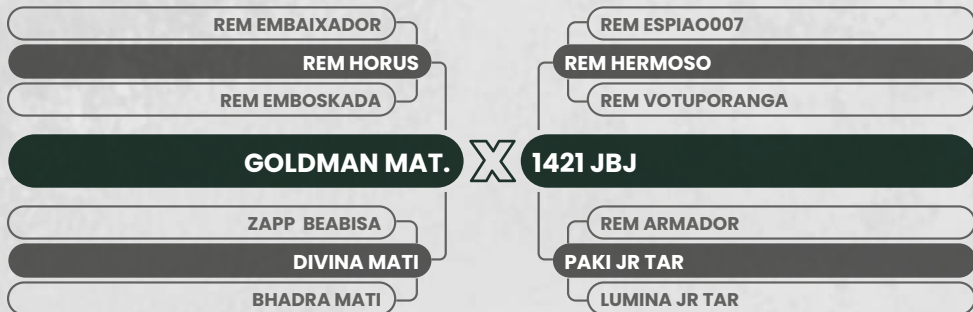 REM EMBAIXADOR
REM HORUS
REM EMBOSKADA
GOLDMAN MAT.
ZAPP BEABISA
DIVINA MATI
BHADRA MATI
X
REM ESPIAO007
REM HERMOSO
REM VOTUPORANGA
1421 JBJ
REM ARMADOR
PAKI JR TAR
LUMINA JR TAR